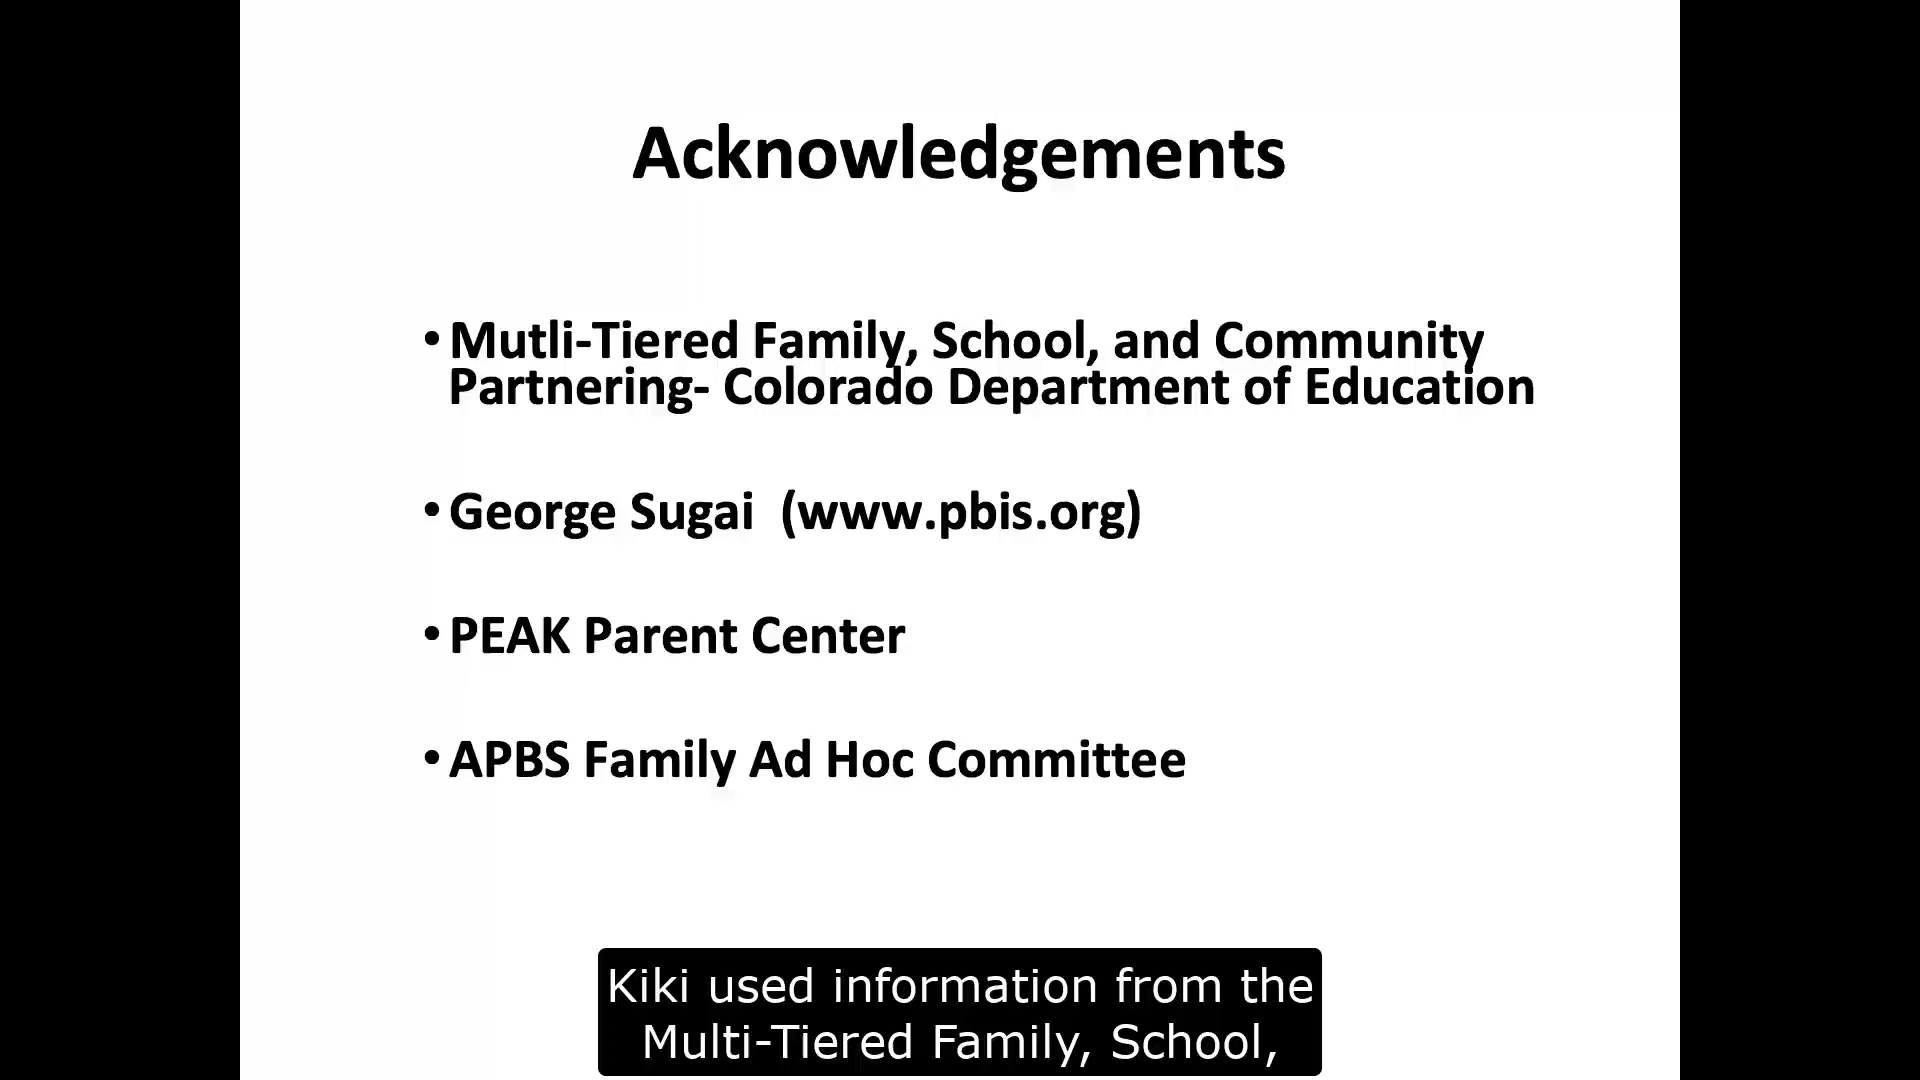 Acknowledgements
•Mutli-Tiered Family, School, and Community
Partnering- Colorado Department of Education
•George Sugai  (www.pbis.org)
•PEAK Parent Center
•APBS Family Ad Hoc Committee
Kiki used information from the
Multi-Tiered Family, School,